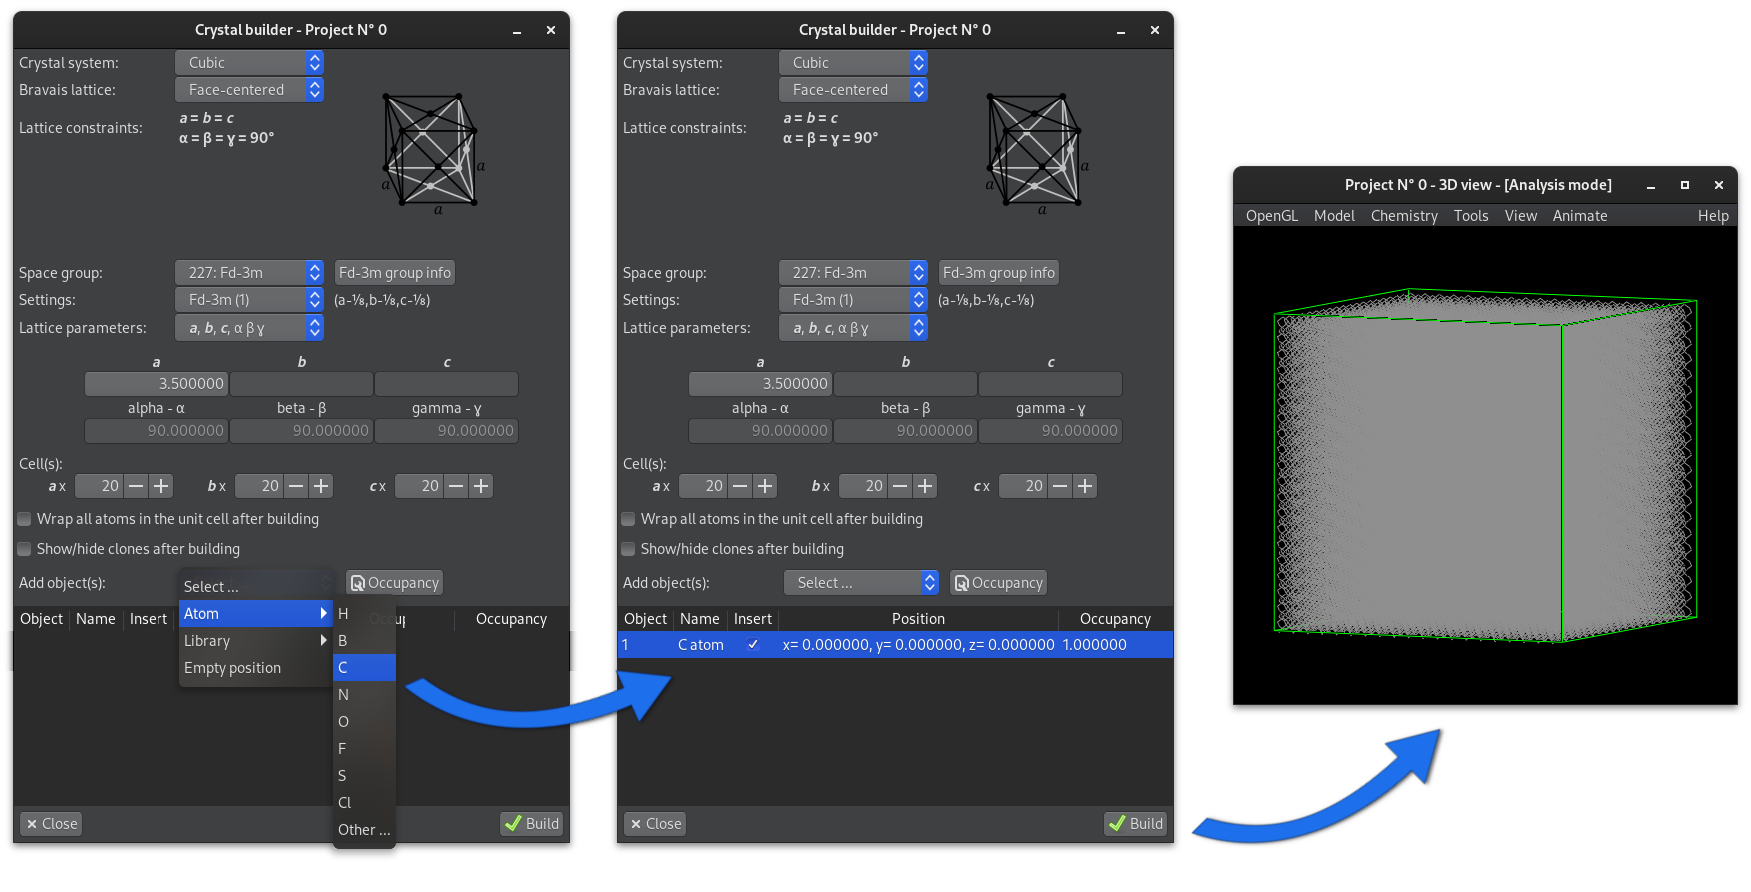 Crystal builder - Project N° 0
Crystal system: Cubic
Bravais lattice: Face-centered
Lattice constraints: a = b = c
α = β = ɣ = 90°
a
a
a
Space group: 227: Fd-3m Fd-3m group info
Settings: Fd-3m (1) (a-⅛,b-⅛,c-⅛)
Lattice parameters: a, b, c, α β ɣ
a b c
3.500000
alpha - α beta - β gamma - ɣ
90.000000 90.000000 90.000000
Cell(s):
a x 20 b x 20 c x 20
Wrap all atoms in the unit cell after building
Show/hide clones after building
Add object(s): Select ... Occupancy
Object Name Insert Occupancy
Atom
Library
Empty position
H
B
C
N
O
F
S
Cl
Other ...
Close Build
Crystal builder - Project N° 0
Crystal system: Cubic
Bravais lattice: Face-centered
Lattice constraints: a = b = c
α = β = ɣ = 90°
a
a
a
Space group: 227: Fd-3m Fd-3m group info
Settings: Fd-3m (1) (a-⅛,b-⅛,c-⅛)
Lattice parameters: a, b, c, α β ɣ
a b c
3.500000
alpha - α beta - β gamma - ɣ
90.000000 90.000000 90.000000
Cell(s):
a x 20 b x 20 c x 20
Wrap all atoms in the unit cell after building
Show/hide clones after building
Add object(s): Select ... Occupancy
Object Name Insert Position Occupancy
1 C atom x= 0.000000, y= 0.000000, z= 0.000000 1.000000
Close Build
Project N° 0 - 3D view - [Analysis mode]
OpenGL Model Chemistry Tools View Animate Help